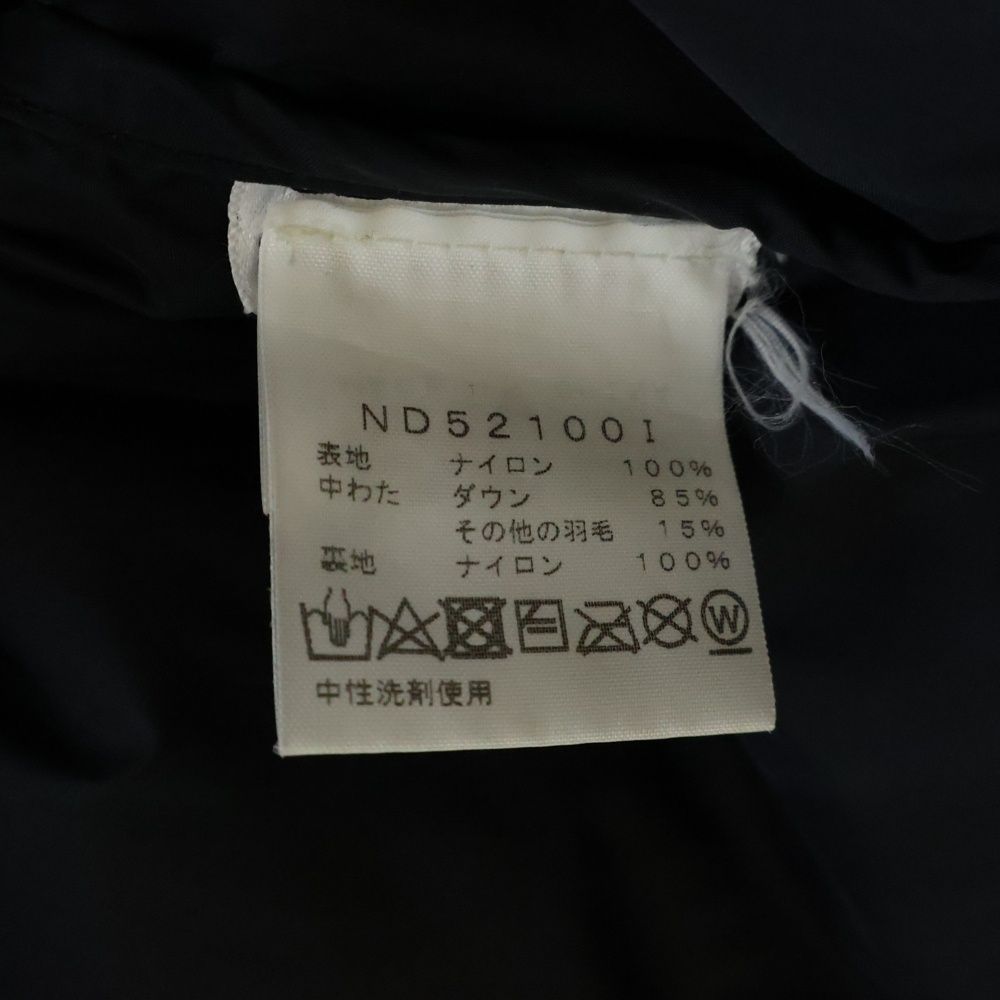 ND52100I
表地 ナイロン 100%
中わた ダウン 85%
その他の羽毛 15%
裏地 ナイロン 100%
W
中性洗剤使用